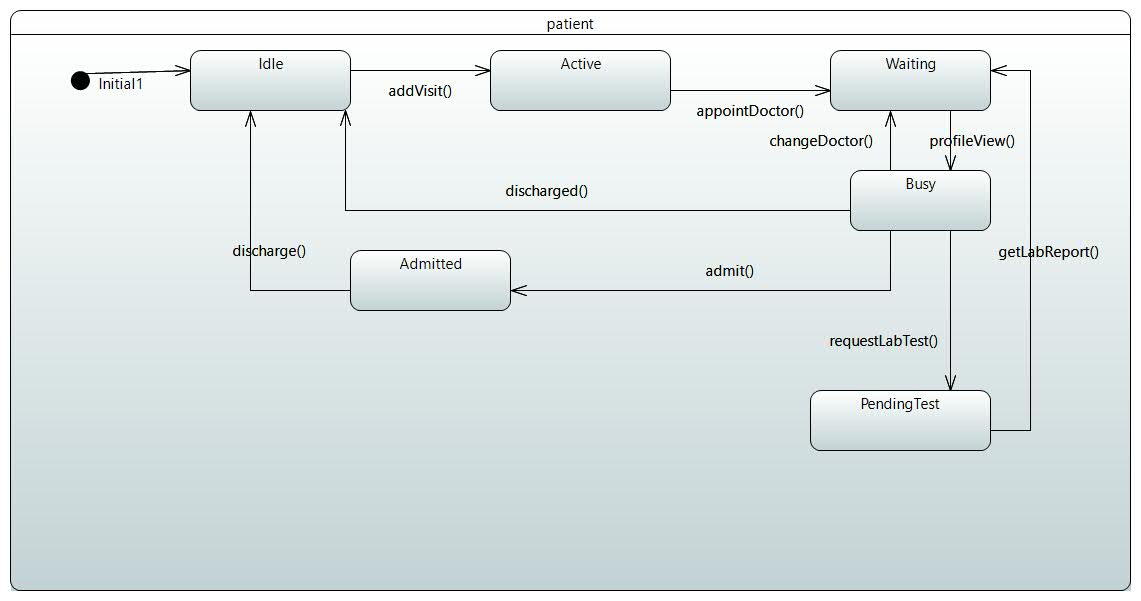 patient
Idle
Active
Waiting
Initial1
addVisit()
appointDoctor()
changeDoctor()
profileView()
Busy
discharged()
discharge()
Admitted
admit()
getLabReport()
requestLabTest()
PendingTest